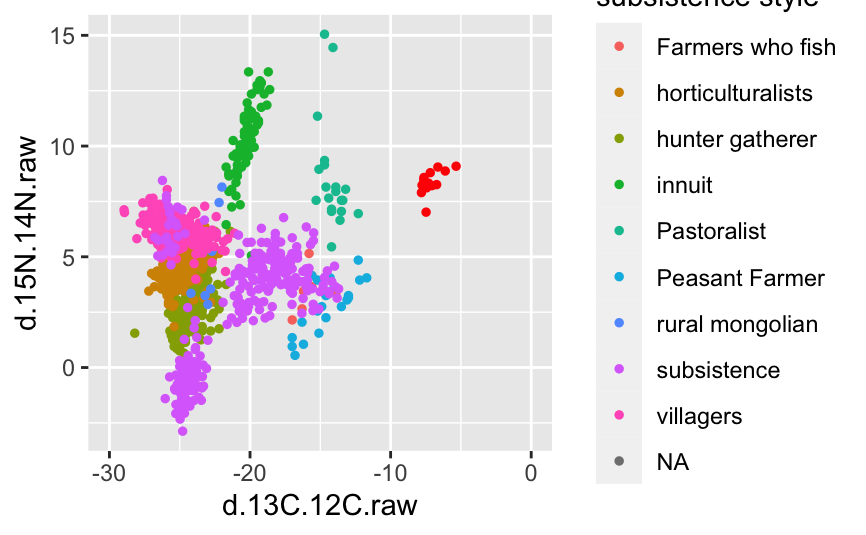 subsistence style
15
10
5
0
-30
-20
-10
0
d.15N.14N.raw
d.13C.12C.raw
Farmers who fish
horticulturalists
hunter gatherer
innuit
Pastoralist
Peasant Farmer
rural mongolian
subsistence
villagers
NA